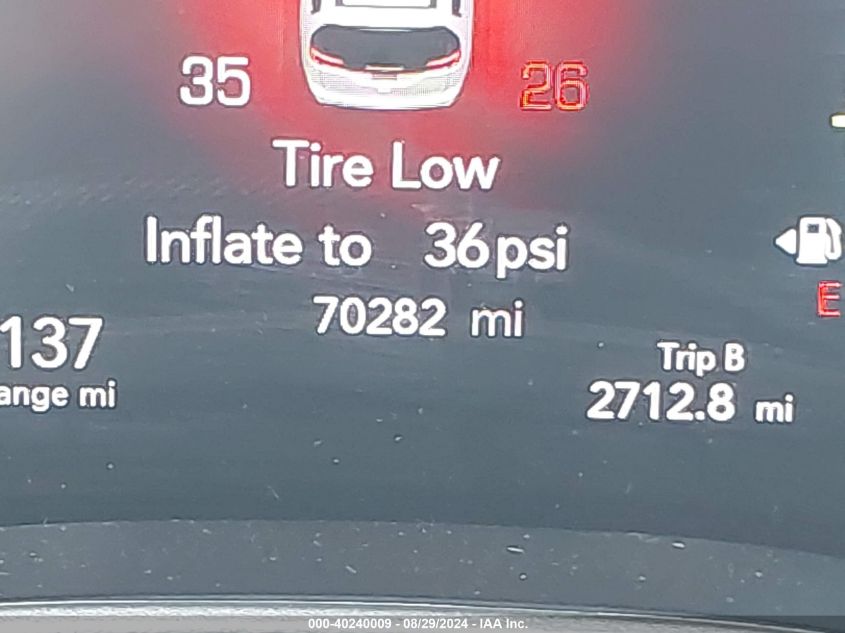 35
26
Tire Low
Inflate to 36psi
70282 mi
E
137
ange mi
Trip B
2712.8 mi
000-40240009 - 08/29/2024 - IAA Inc.